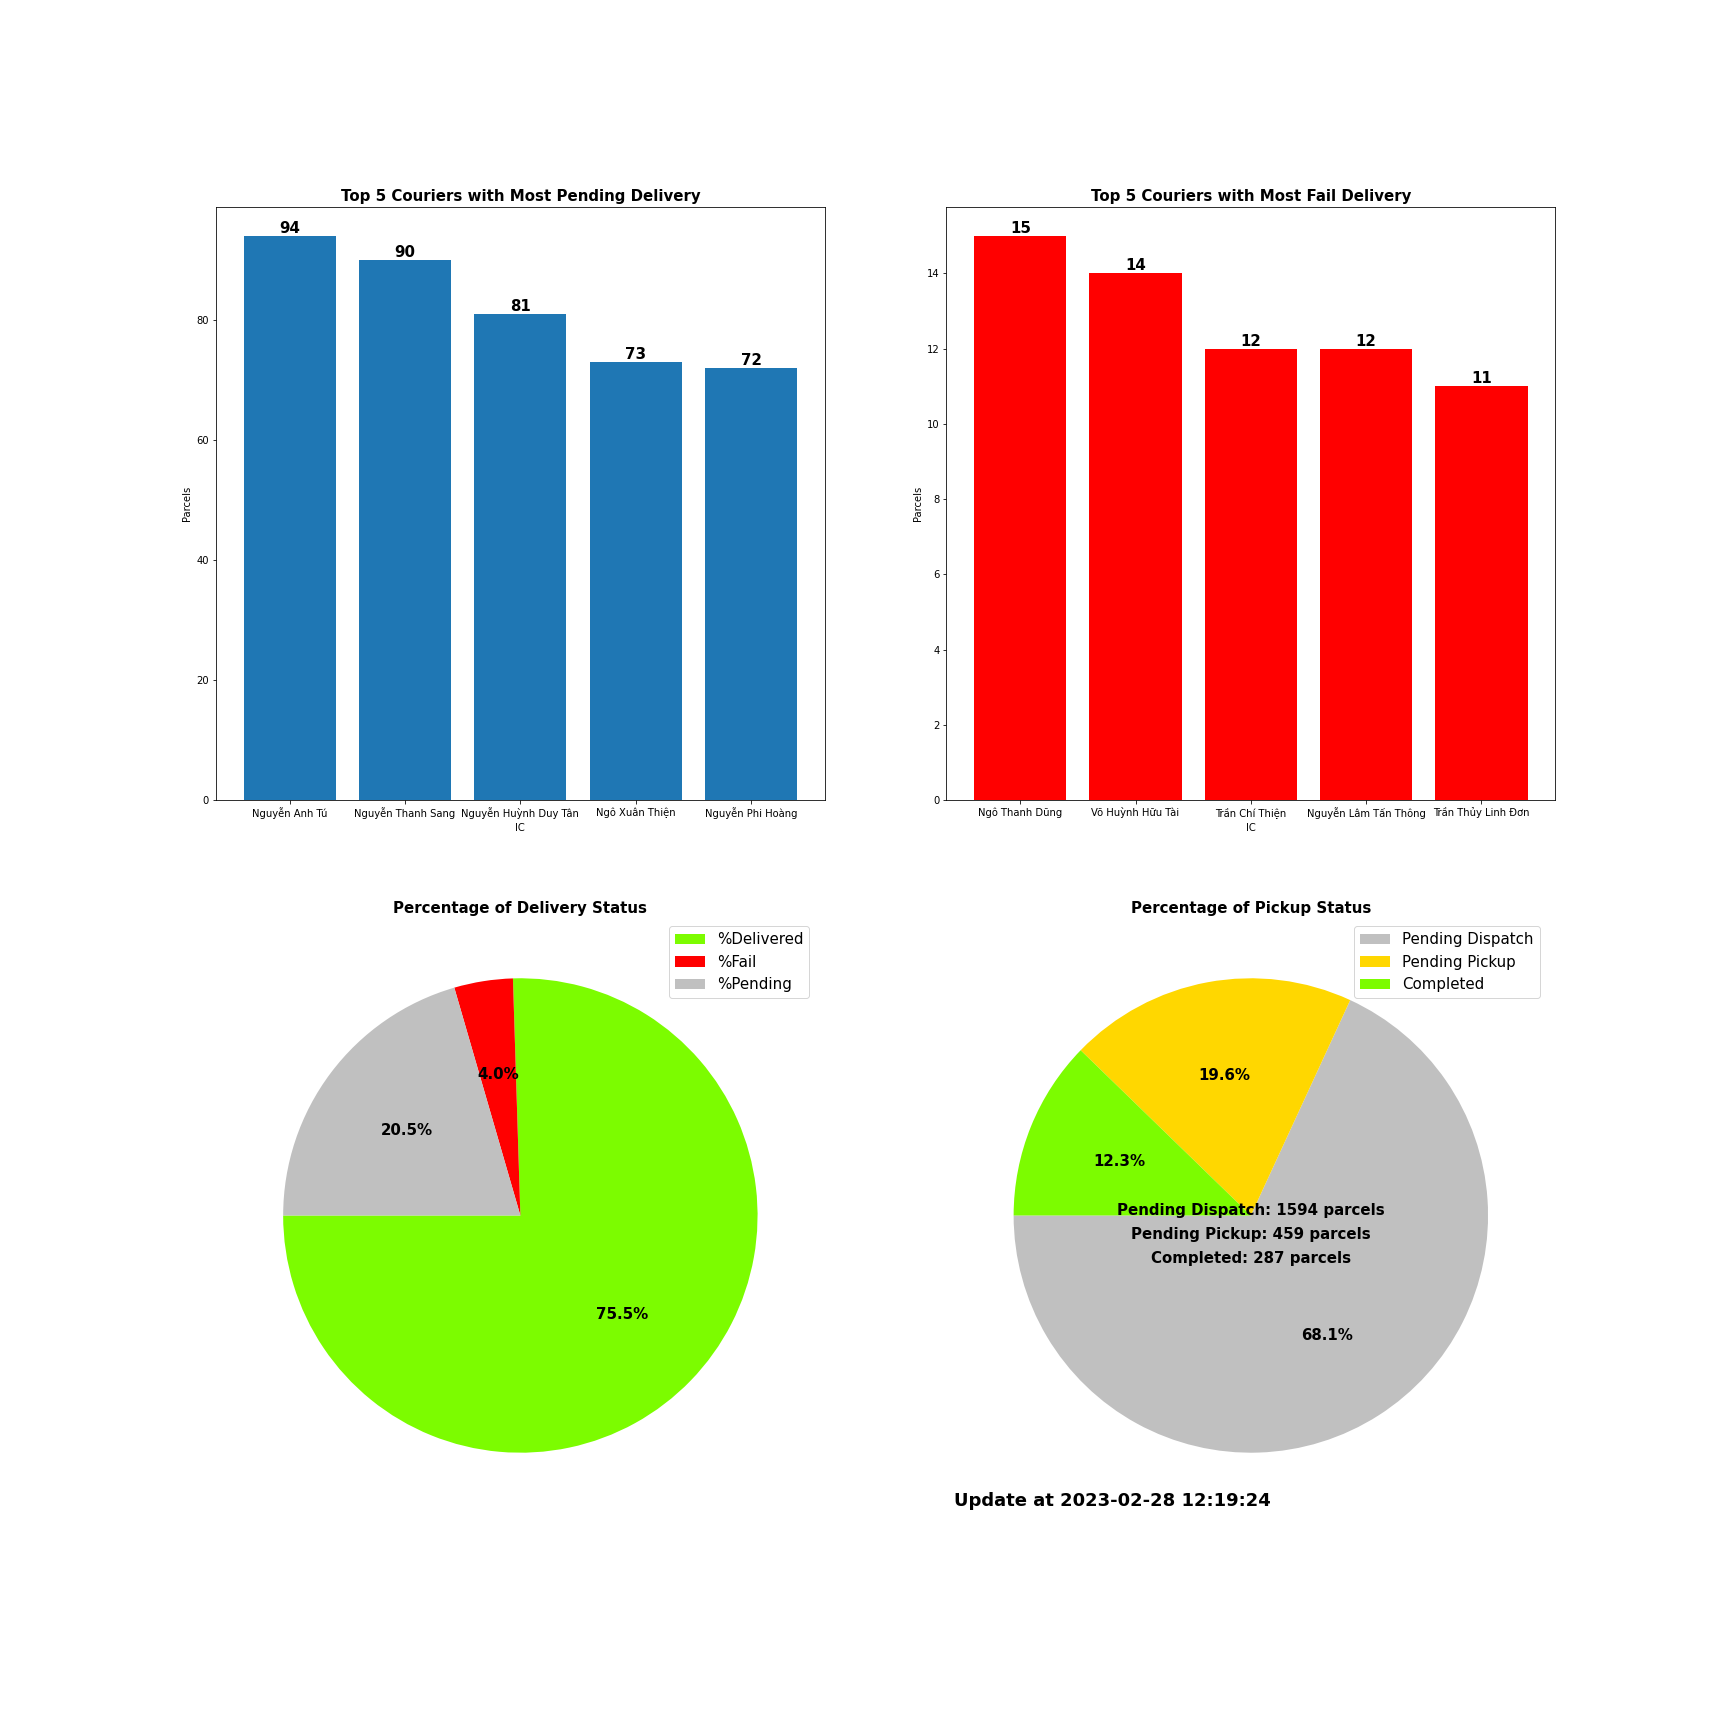 Top 5 Couriers with Most Pending Delivery
94
90
81
73
72
80
60
40
20
0
Parcels
Nguyễn Anh Tú
Nguyễn Thanh Sang
Nguyễn Huỳnh Duy Tân
Ngô Xuân Thiện
Nguyễn Phi Hoàng
IC
Top 5 Couriers with Most Fail Delivery
15
14
12
12
11
14
12
10
8
6
4
2
0
Parcels
Ngô Thanh Dũng
Võ Huỳnh Hữu Tài
Trần Chí Thiện
Nguyễn Lâm Tấn Thông
Trần Thủy Linh Đơn
IC
Percentage of Delivery Status
%Delivered
%Fail
%Pending
4.0%
20.5%
75.5%
Percentage of Pickup Status
Pending Dispatch
Pending Pickup
Completed
19.6%
12.3%
Pending Dispatch: 1594 parcels
Pending Pickup: 459 parcels
Completed: 287 parcels
68.1%
Update at 2023-02-28 12:19:24